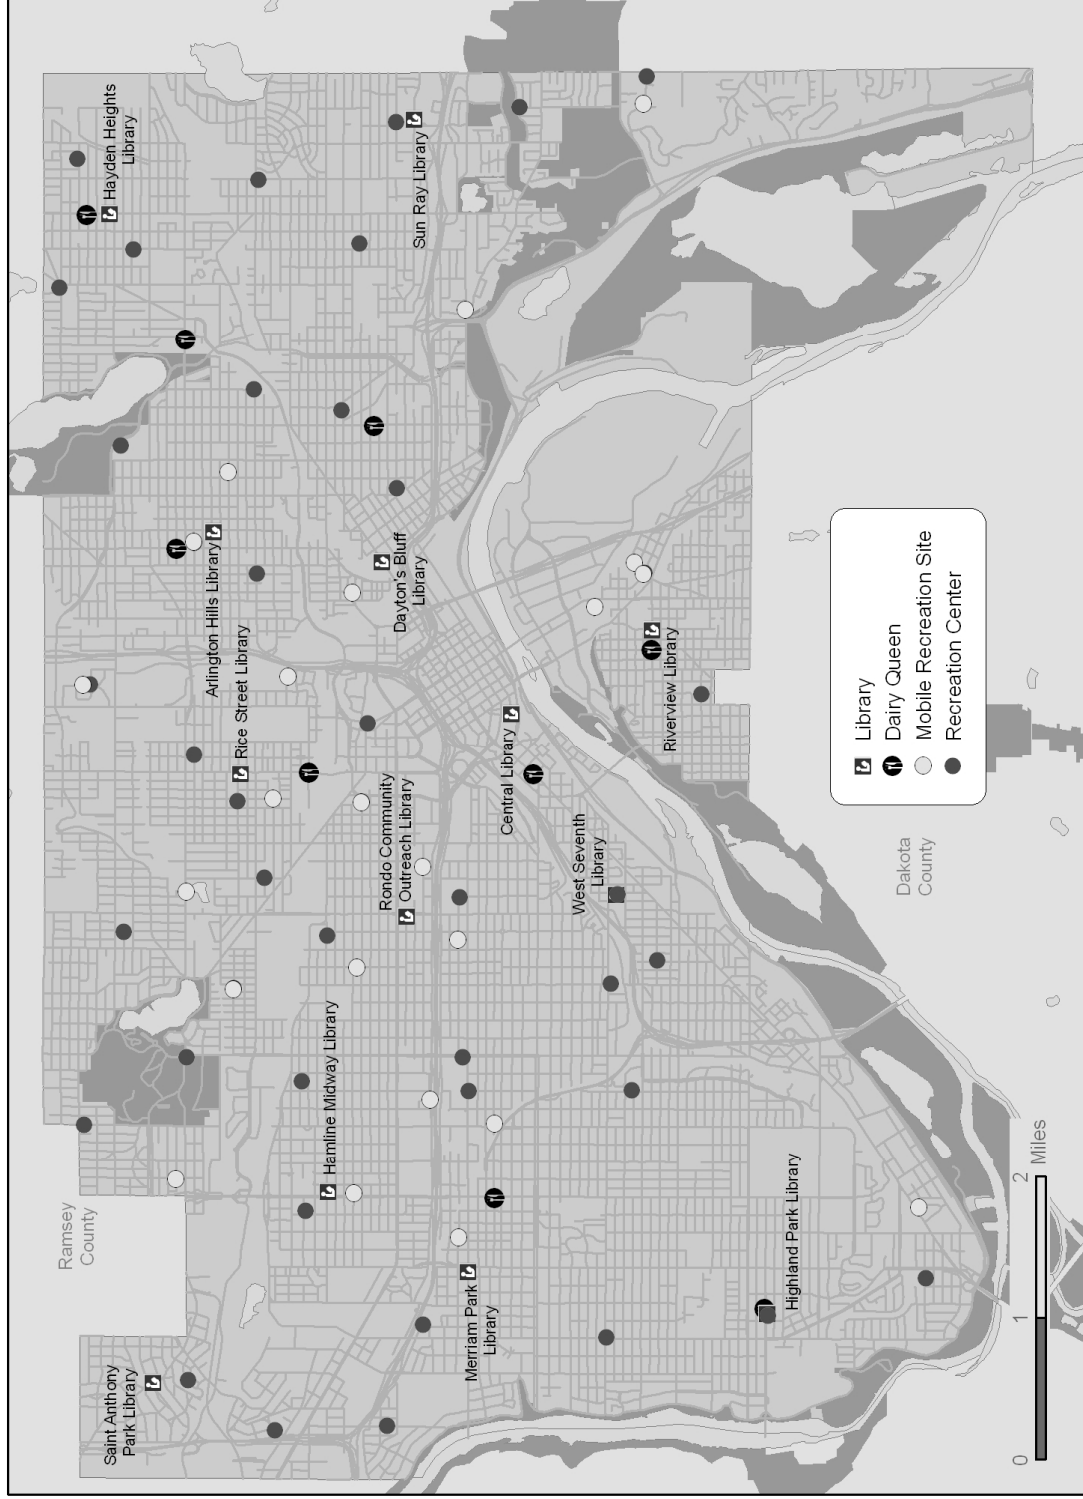 Saint Anthony
Park Library
Ramsey
County
Hayden Heights
Library
Arlington Hills Library
Rice Street Library
Sun Ray Library
Dayton's Bluff
Library
Hamline Midway Library
Rondo Community
Outreach Library
Merriam Park
Library
Central Library
West Seventh
Library
Riverview Library
Highland Park Library
Dakota
County
Library
Dairy Queen
Mobile Recreation Site
Recreation Center
0 1 2
Miles